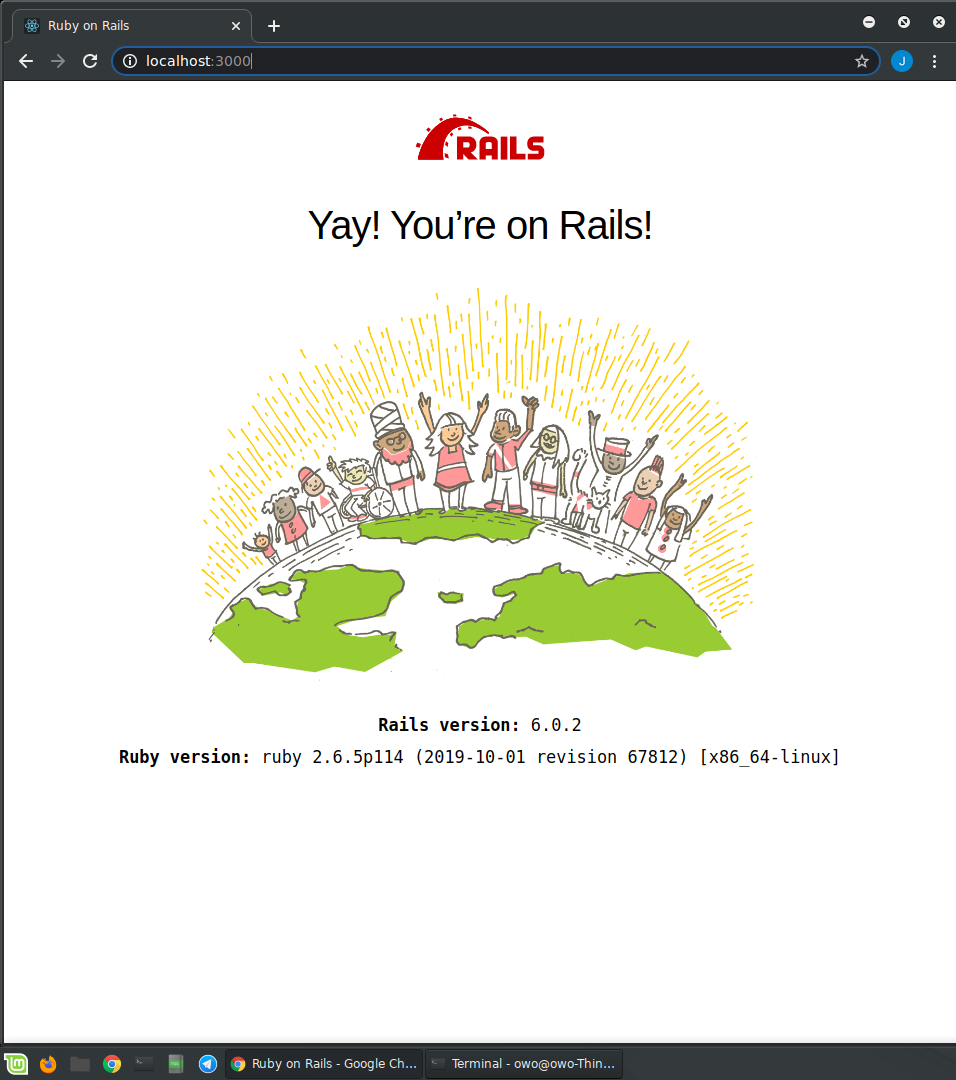 Ruby on Rails
localhost:3000
J
RAILS
Yay! You’re on Rails!
Rails version: 6.0.2
Ruby version: ruby 2.6.5p114 (2019-10-01 revision 67812) [x86_64-linux]
Ruby on Rails - Google Ch...
Terminal - owo@owo-Thin...